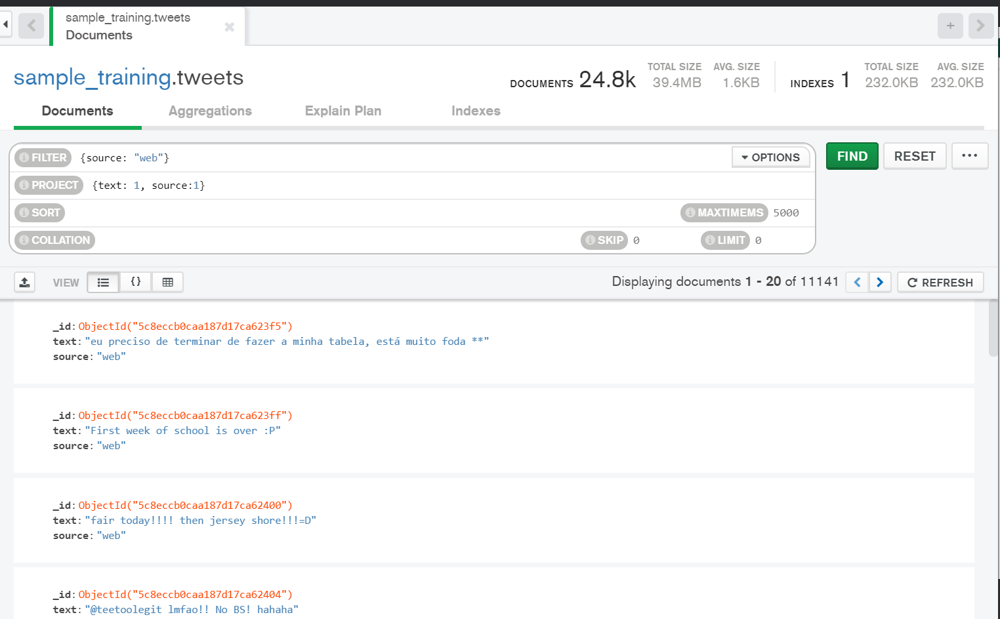 sample_training.tweets
Documents
sample_training.tweets
DOCUMENTS 24.8k TOTAL SIZE 39.4MB AVG. SIZE 1.6KB INDEXES 1 TOTAL SIZE 232.0KB AVG. SIZE 232.0KB
Documents Aggregations Explain Plan Indexes
FILTER {source: "web"} OPTIONS FIND RESET ...
PROJECT {text: 1, source:1}
SORT MAXTIMEMS 5000
COLLATION SKIP 0 LIMIT 0
VIEW {} Displaying documents 1 - 20 of 11141 REFRESH
_id: ObjectId("5c8eccb0caa187d17ca623f5")
text: "eu preciso de terminar de fazer a minha tabela, está muito foda **"
source: "web"
_id: ObjectId("5c8eccb0caa187d17ca623ff")
text: "First week of school is over :P"
source: "web"
_id: ObjectId("5c8eccb0caa187d17ca62400")
text: "fair today!!!! then jersey shore!!!=D"
source: "web"
_id: ObjectId("5c8eccb0caa187d17ca62404")
text: "@teetoolegit lmfao!! No BS! hahaha"